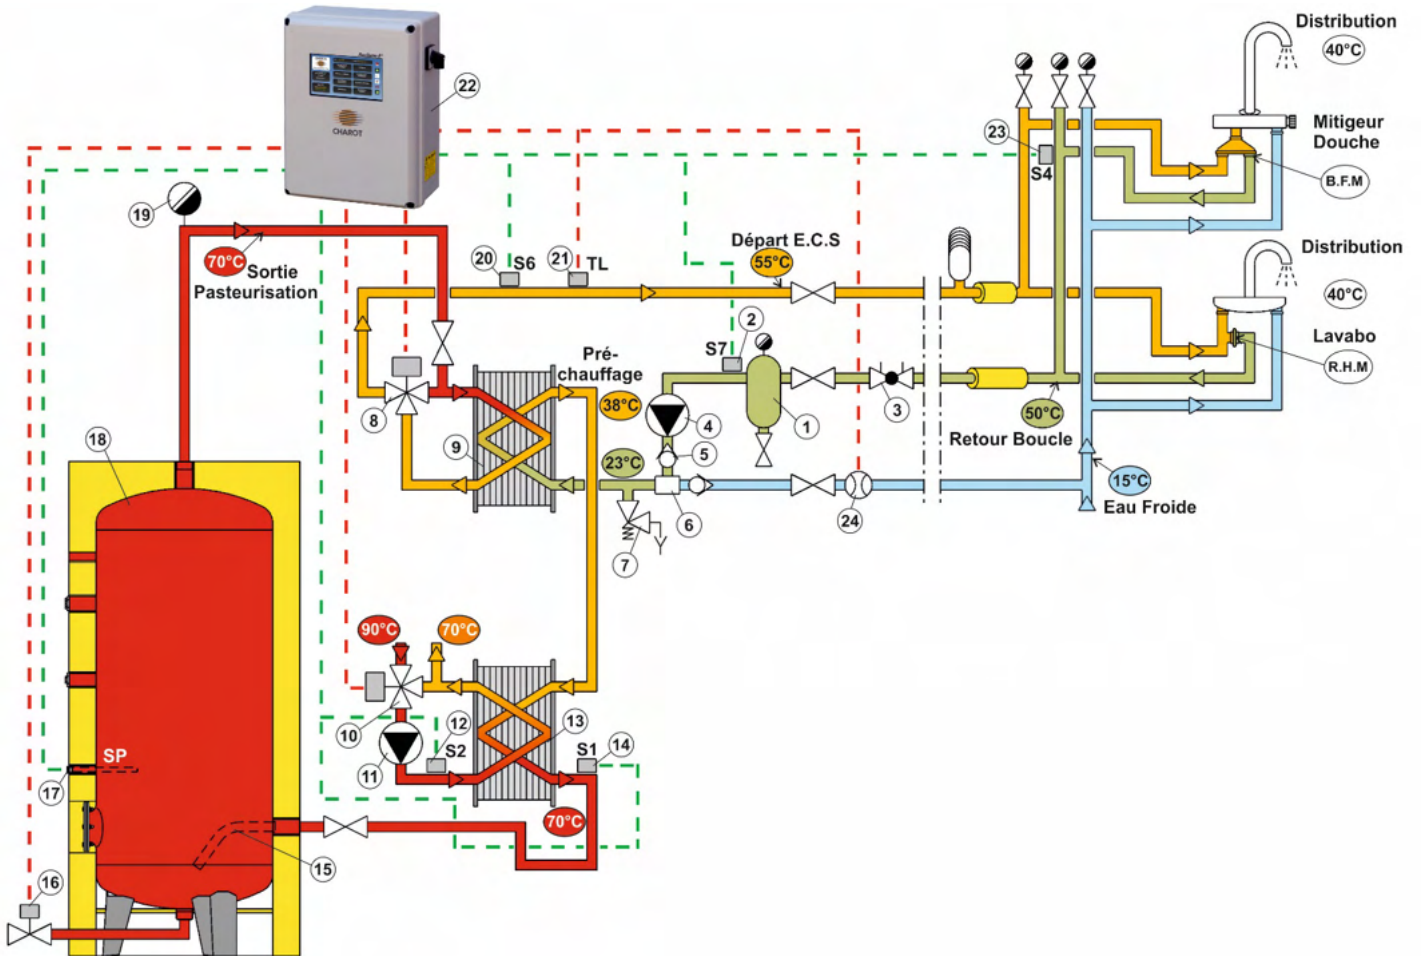 CHAROT
22
19
70°C
Sortie
Pasteurisation
20
S6
21
TL
Départ E.C.S
55°C
23
S4
Distribution
40°C
Mitigeur
Douche
B.F.M
Distribution
40°C
Lavabo
R.H.M
2
S7
Pré-
chauffage
38°C
8
9
4
1
3
50°C
Retour Boucle
5
23°C
6
7
24
15°C
Eau Froide
18
90°C
70°C
10
12
13
11
S2
S1
14
SP
17
70°C
15
16